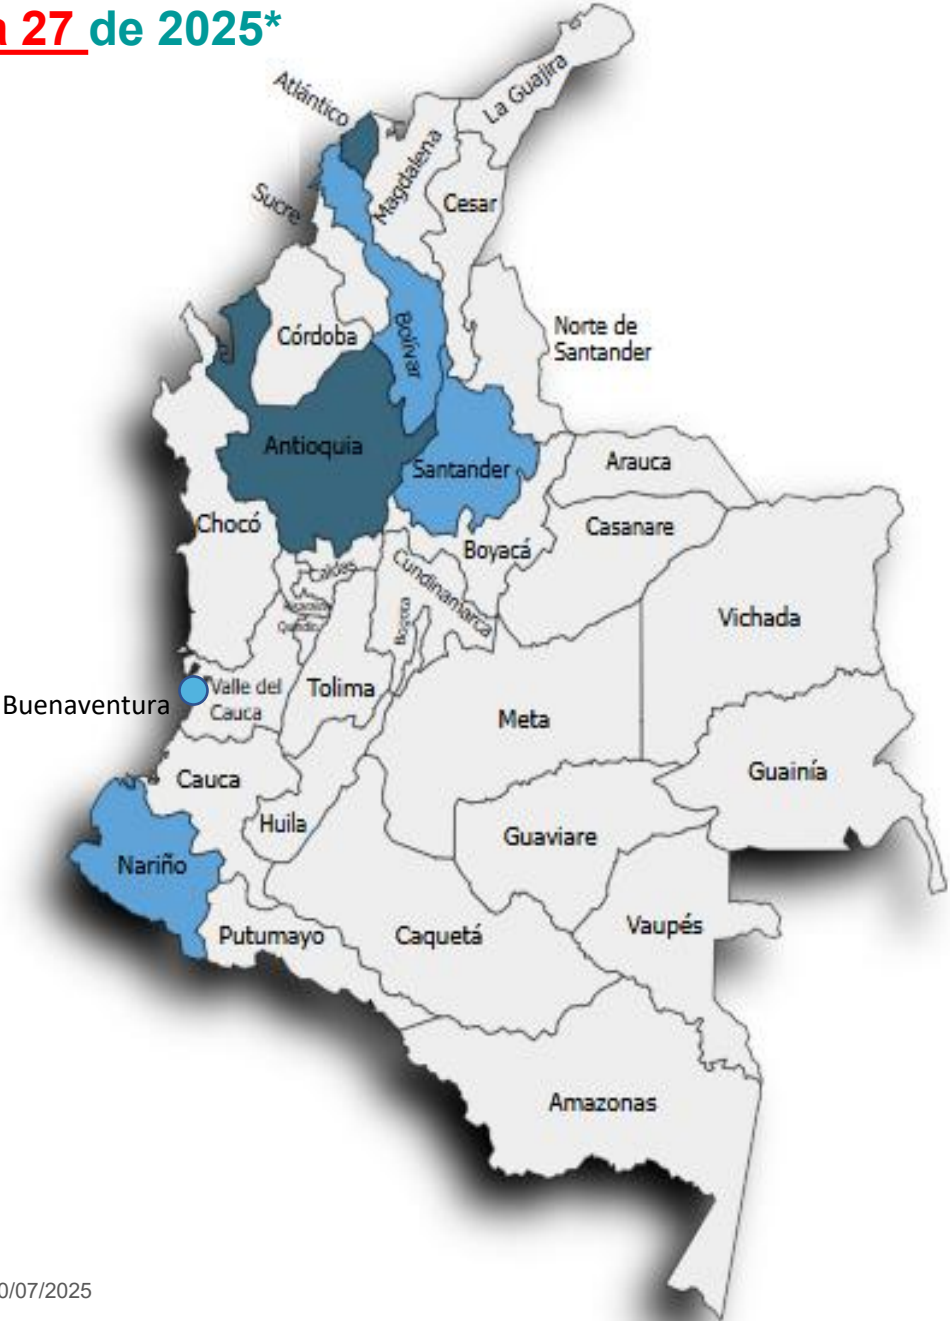 a 27 de 2025*
Atlántico
La Guajira
Magdalena
Sucre
Cesar
Bolívar
Norte de
Santander
Córdoba
Antioquia
Santander
Arauca
Chocó
Casanare
Boyacá
Caldas
Cundinamarca
Vichada
Bogota
Buenaventura
Valle del
Cauca
Tolima
Meta
Cauca
Guainía
Huila
Guaviare
Nariño
Putumayo
Caquetá
Vaupés
Amazonas
0/07/2025